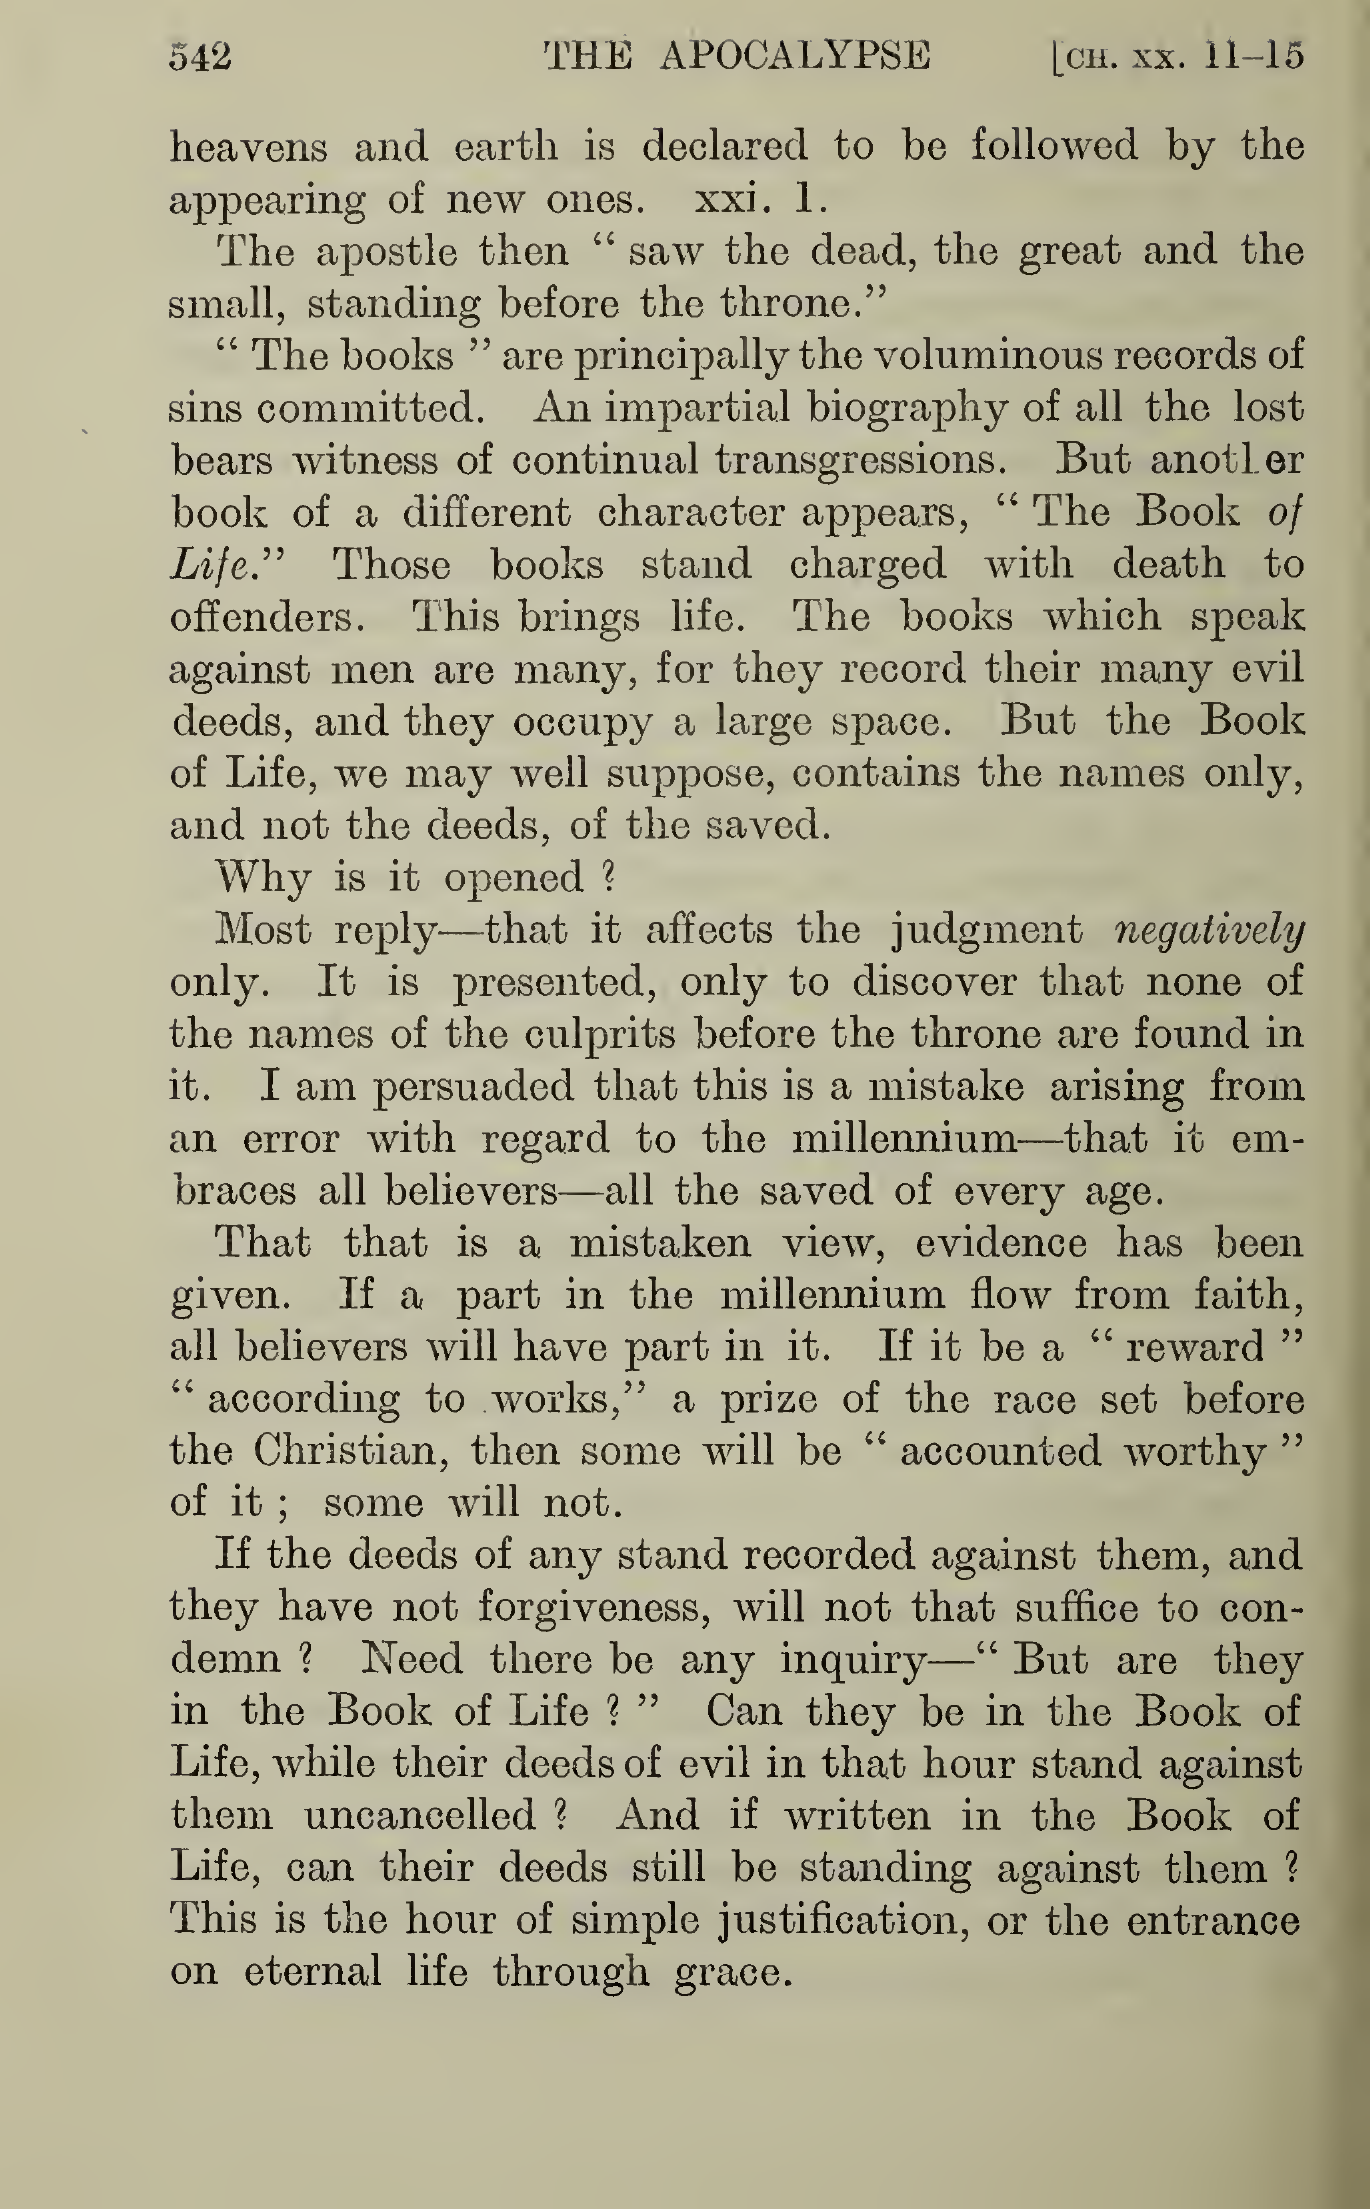 542 THE APOCALYPSE [CH. XX. 11–15
heavens and earth is declared to be followed by the
appearing of new ones. xxi. 1.
The apostle then “ saw the dead, the great and the
small, standing before the throne.”
“ The books ” are principally the voluminous records of
sins committed. An impartial biography of all the lost
bears witness of continual transgressions. But another
book of a different character appears, “ The Book of
Life.” Those books stand charged with death to
offenders. This brings life. The books which speak
against men are many, for they record their many evil
deeds, and they occupy a large space. But the Book
of Life, we may well suppose, contains the names only,
and not the deeds, of the saved.
Why is it opened ?
Most reply—that it affects the judgment negatively
only. It is presented, only to discover that none of
the names of the culprits before the throne are found in
it. I am persuaded that this is a mistake arising from
an error with regard to the millennium—that it em-
braces all believers—all the saved of every age.
That that is a mistaken view, evidence has been
given. If a part in the millennium flow from faith,
all believers will have part in it. If it be a “ reward ”
“ according to works,” a prize of the race set before
the Christian, then some will be “ accounted worthy ”
of it ; some will not.
If the deeds of any stand recorded against them, and
they have not forgiveness, will not that suffice to con-
demn ? Need there be any inquiry—“ But are they
in the Book of Life ? ” Can they be in the Book of
Life, while their deeds of evil in that hour stand against
them uncancelled ? And if written in the Book of
Life, can their deeds still be standing against them ?
This is the hour of simple justification, or the entrance
on eternal life through grace.